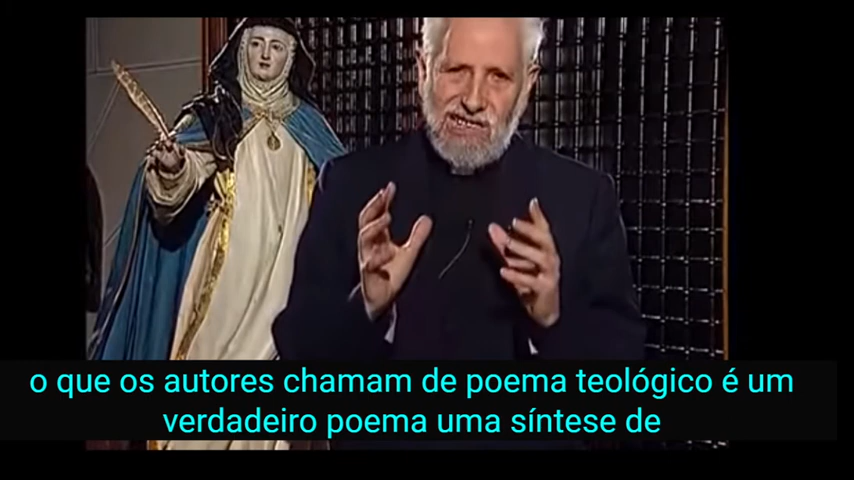 o que os autores chamam de poema teológico é um
verdadeiro poema uma síntese de